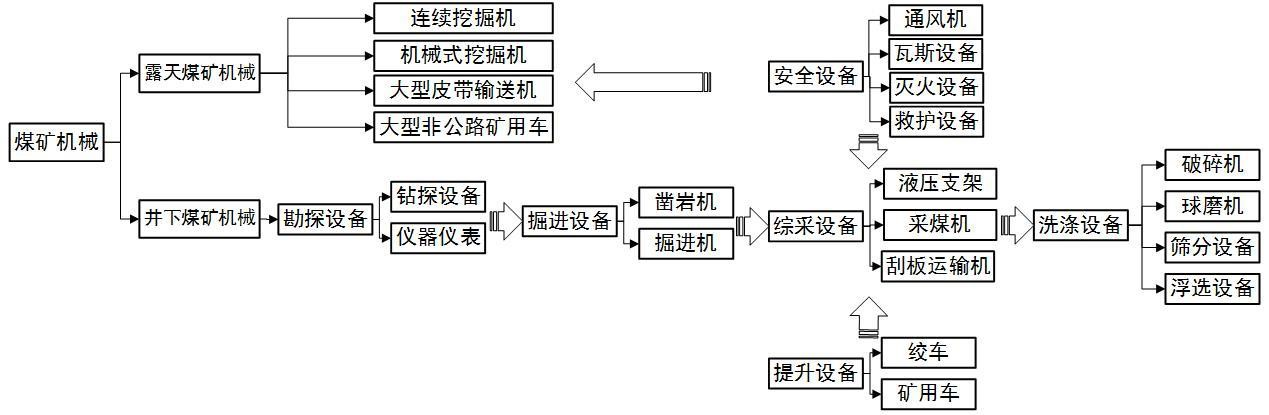 煤矿机械
露天煤矿机械
连续挖掘机
机械式挖掘机
大型皮带输送机
大型非公路矿用车
井下煤矿机械
勘探设备
钻探设备
仪器仪表
掘进设备
凿岩机
掘进机
安全设备
通风机
瓦斯设备
灭火设备
救护设备
综采设备
液压支架
采煤机
刮板运输机
提升设备
绞车
矿用车
洗涤设备
破碎机
球磨机
筛分设备
浮选设备